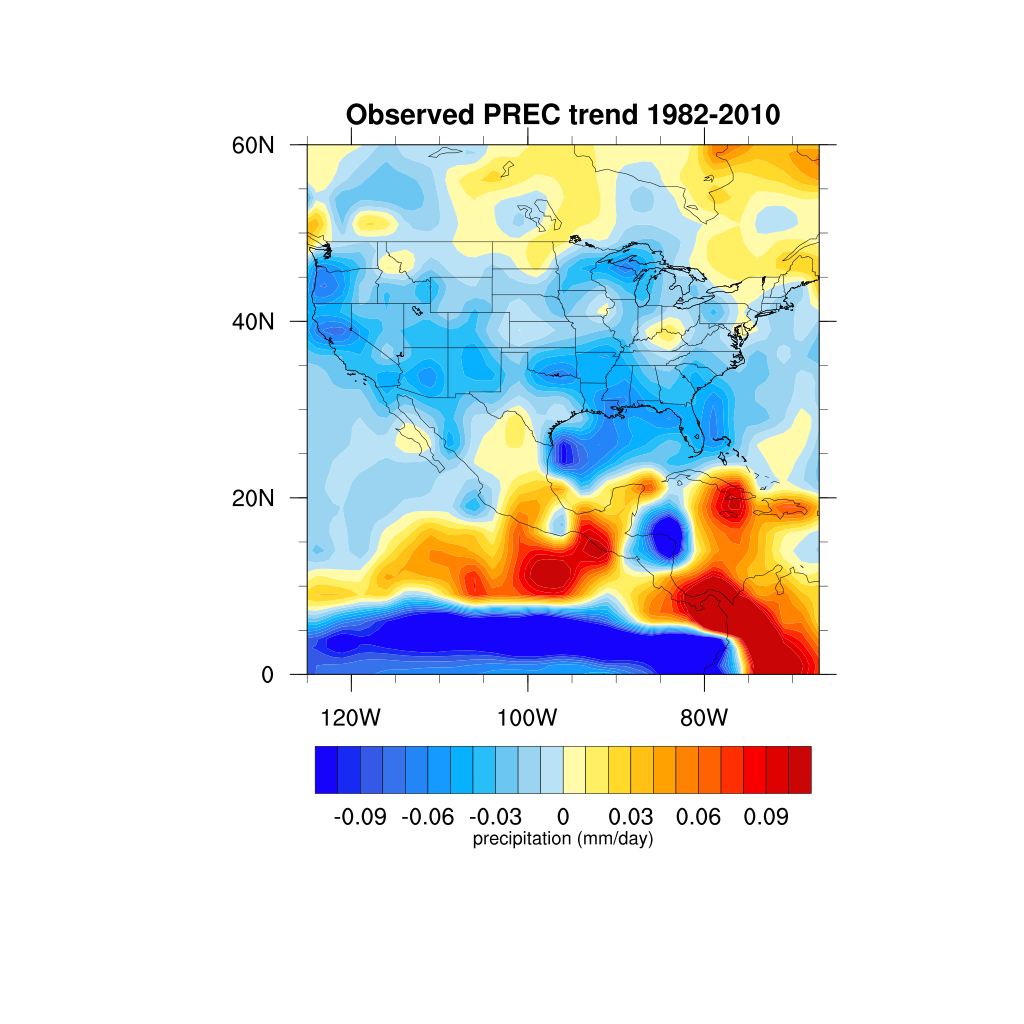 Observed PREC trend 1982-2010
60N
40N
20N
0
120W 100W 80W
-0.09 -0.06 -0.03 0 0.03 0.06 0.09
precipitation (mm/day)